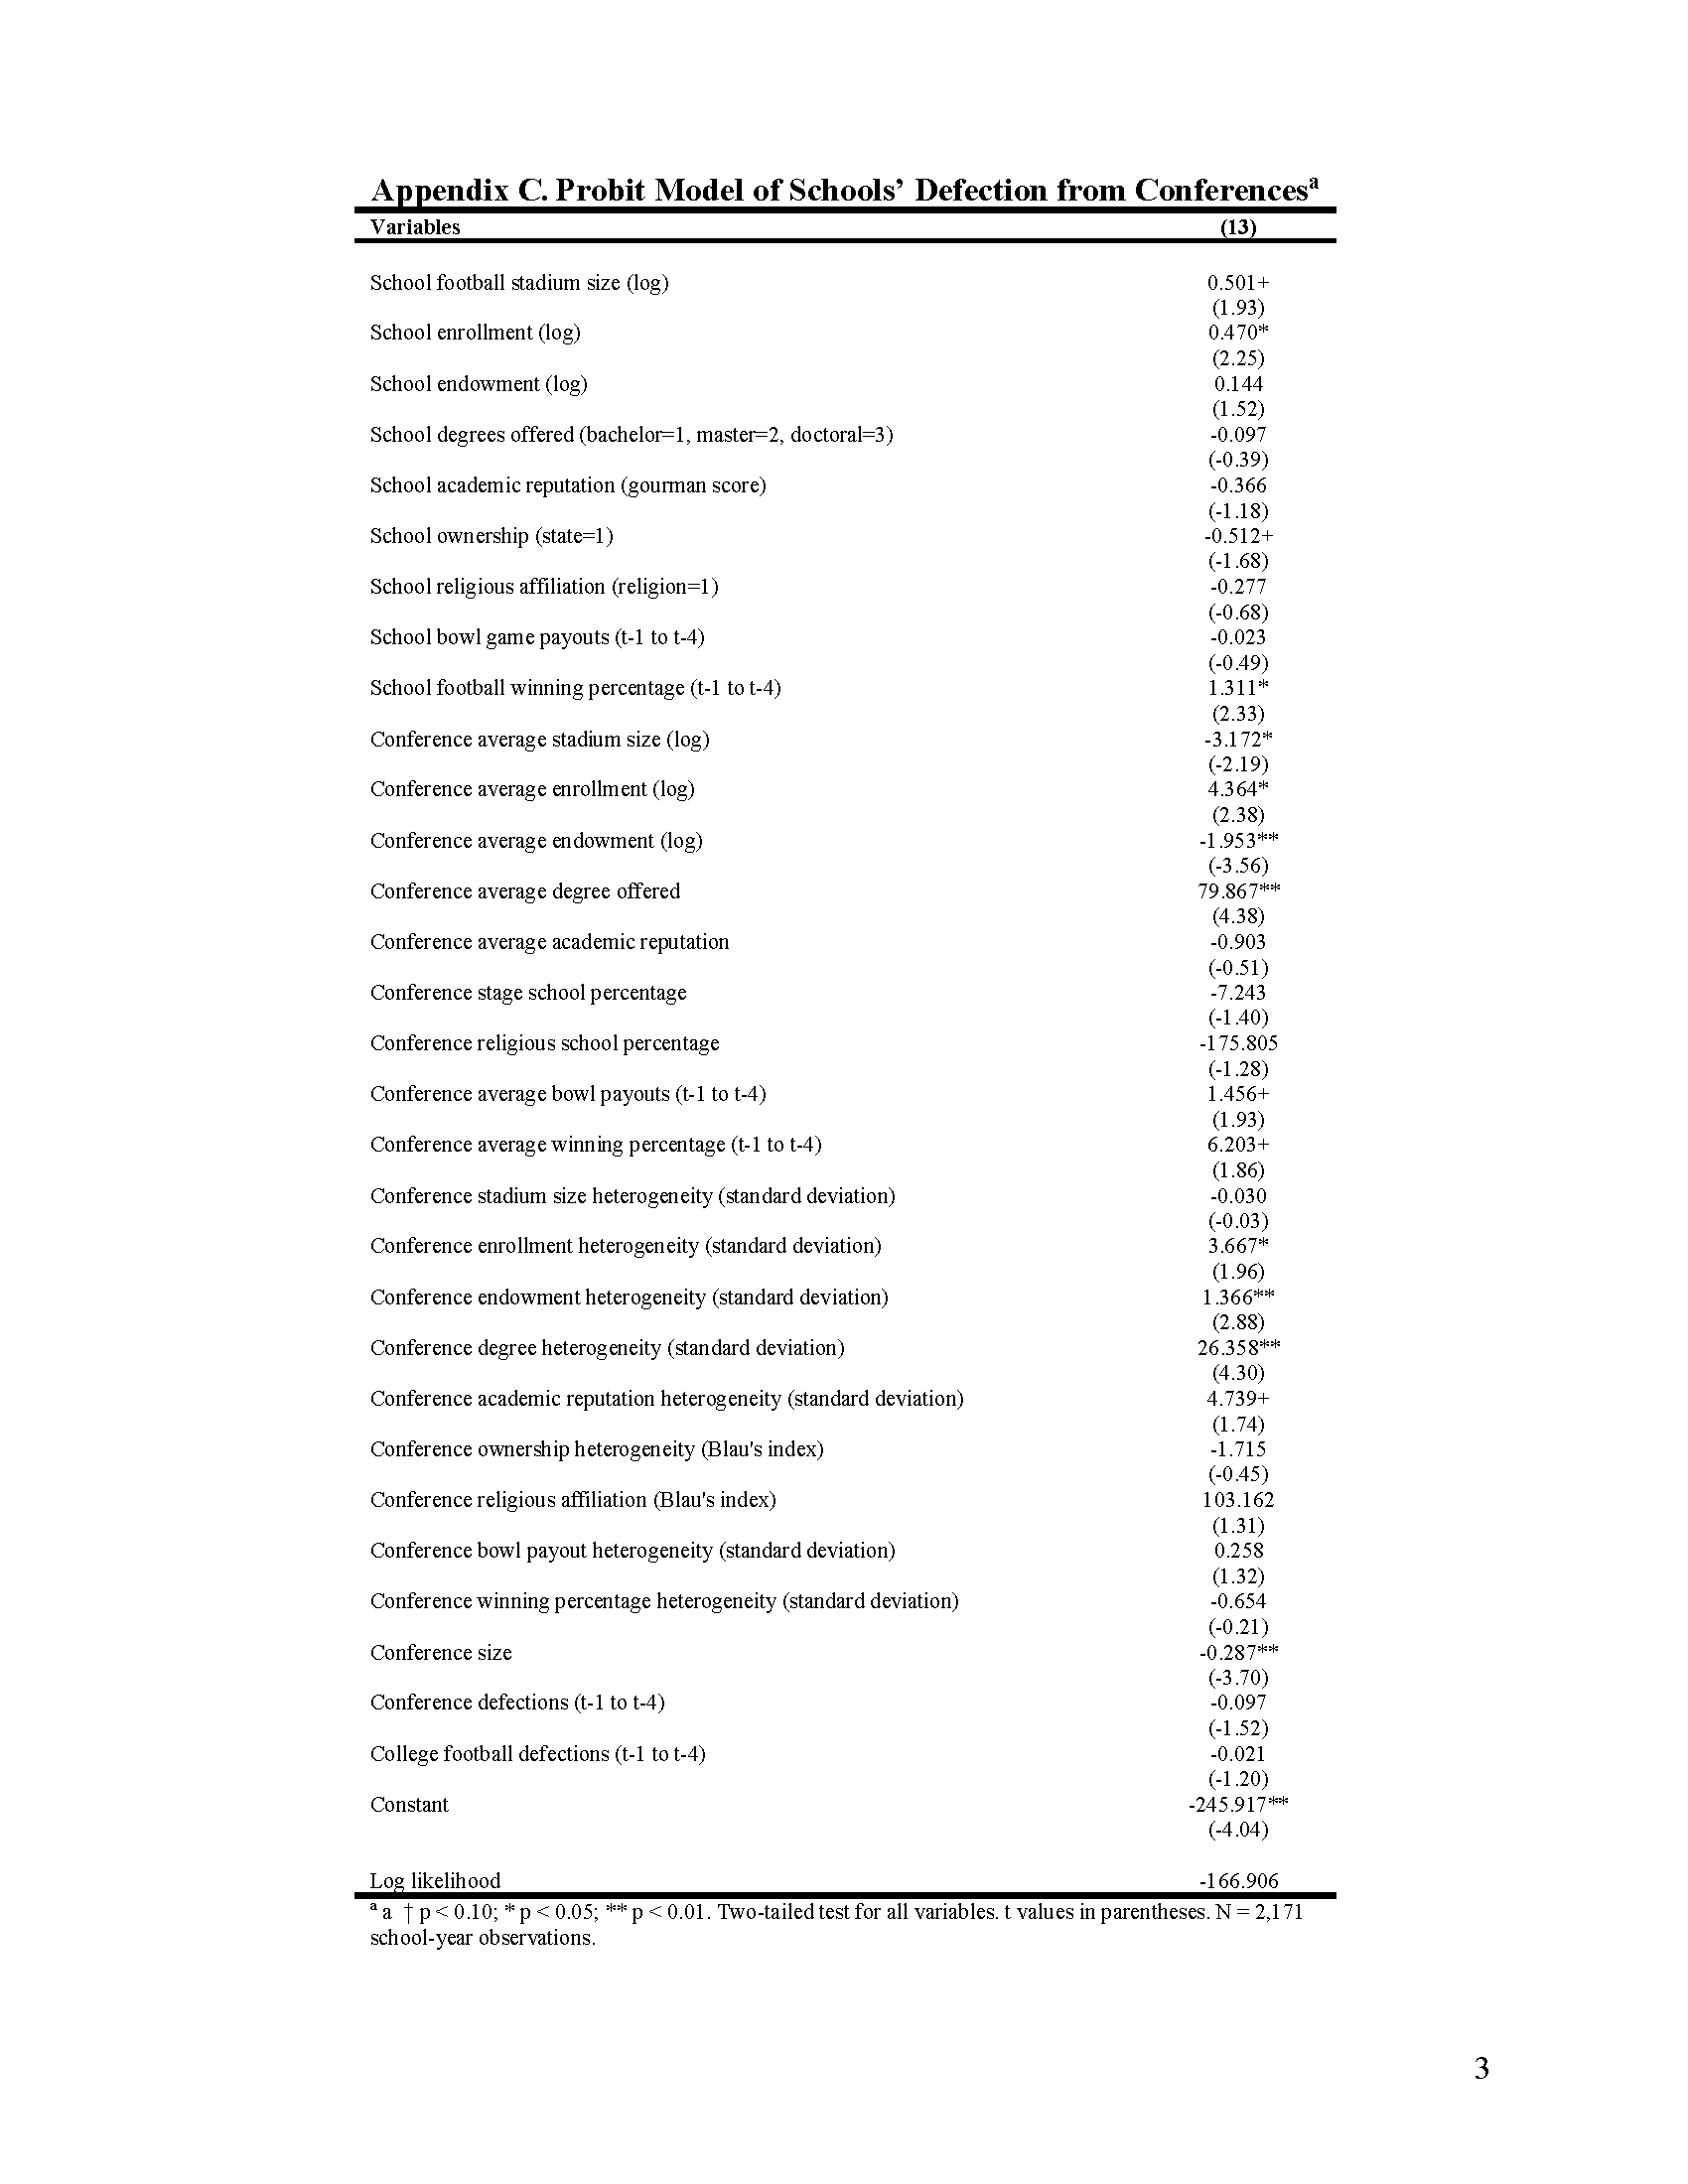 Appendix C. Probit Model of Schools’ Defection from Conferencesᵃ
Variables (13)
School football stadium size (log) 0.501+
(1.93)
School enrollment (log) 0.470*
(2.25)
School endowment (log) 0.144
(1.52)
School degrees offered (bachelor=1, master=2, doctoral=3) -0.097
(-0.39)
School academic reputation (gourman score) -0.366
(-1.18)
School ownership (state=1) -0.512+
(-1.68)
School religious affiliation (religion=1) -0.277
(-0.68)
School bowl game payouts (t-1 to t-4) -0.023
(-0.49)
School football winning percentage (t-1 to t-4) 1.311*
(2.33)
Conference average stadium size (log) -3.172*
(-2.19)
Conference average enrollment (log) 4.364*
(2.38)
Conference average endowment (log) -1.953**
(-3.56)
Conference average degree offered 79.867**
(4.38)
Conference average academic reputation -0.903
(-0.51)
Conference stage school percentage -7.243
(-1.40)
Conference religious school percentage -175.805
(-1.28)
Conference average bowl payouts (t-1 to t-4) 1.456+
(1.93)
Conference average winning percentage (t-1 to t-4) 6.203+
(1.86)
Conference stadium size heterogeneity (standard deviation) -0.030
(-0.03)
Conference enrollment heterogeneity (standard deviation) 3.667*
(1.96)
Conference endowment heterogeneity (standard deviation) 1.366**
(2.88)
Conference degree heterogeneity (standard deviation) 26.358**
(4.30)
Conference academic reputation heterogeneity (standard deviation) 4.739+
(1.74)
Conference ownership heterogeneity (Blau's index) -1.715
(-0.45)
Conference religious affiliation (Blau's index) 103.162
(1.31)
Conference bowl payout heterogeneity (standard deviation) 0.258
(1.32)
Conference winning percentage heterogeneity (standard deviation) -0.654
(-0.21)
Conference size -0.287**
(-3.70)
Conference defections (t-1 to t-4) -0.097
(-1.52)
College football defections (t-1 to t-4) -0.021
(-1.20)
Constant -245.917**
(-4.04)
Log likelihood -166.906
ᵃ a † p < 0.10; * p < 0.05; ** p < 0.01. Two-tailed test for all variables. t values in parentheses. N = 2,171
school-year observations.
3